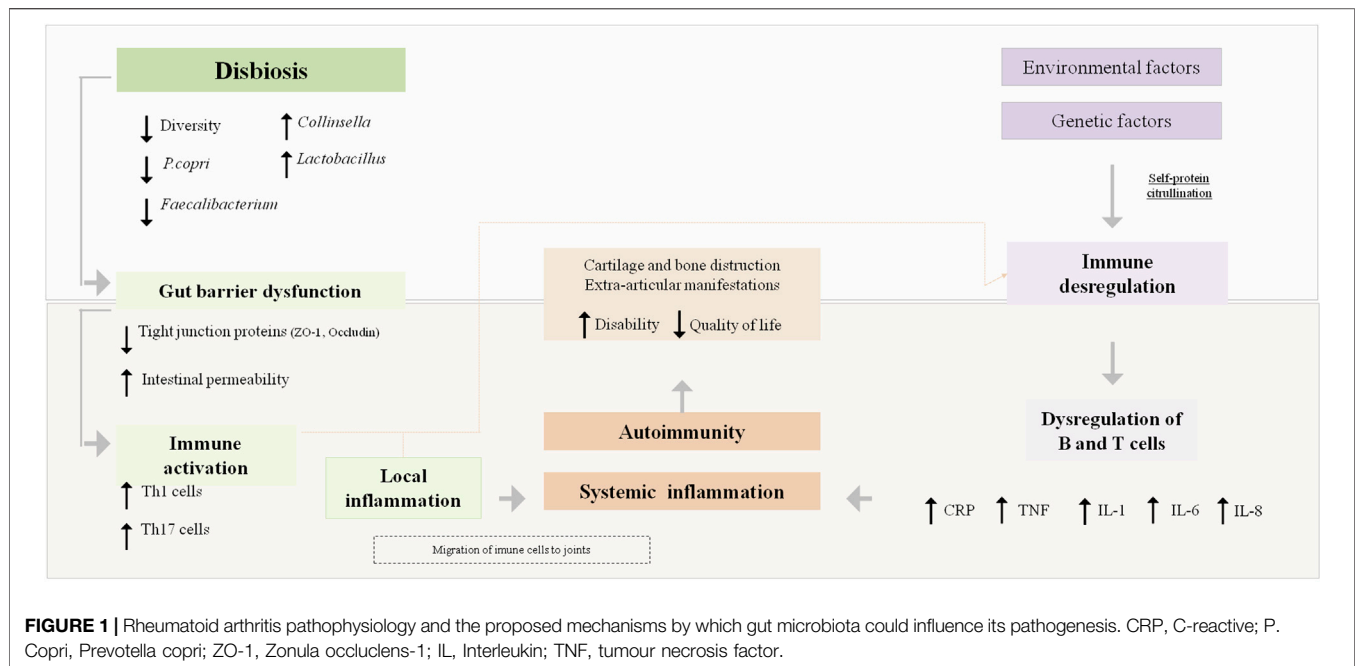 Disbiosis
Diversity
P.copri
Faecalibacterium
Collinsella
Lactobacillus
Gut barrier dysfunction
Tight junction proteins (ZO-1, Occludin)
Intestinal permeability
Immune
activation
Th1 cells
Th17 cells
Local
inflammation
Migration of imune cells to joints
Cartilage and bone distruction
Extra-articular manifestations
Disability
Quality of life
Autoimmunity
Systemic inflammation
Environmental factors
Genetic factors
Self-protein
citrullination
Immune
desregulation
Dysregulation of
B and T cells
CRP
TNF
IL-1
IL-6
IL-8
FIGURE 1 | Rheumatoid arthritis pathophysiology and the proposed mechanisms by which gut microbiota could influence its pathogenesis. CRP, C-reactive; P.
Copri, Prevotella copri; ZO-1, Zonula occluclens-1; IL, Interleukin; TNF, tumour necrosis factor.